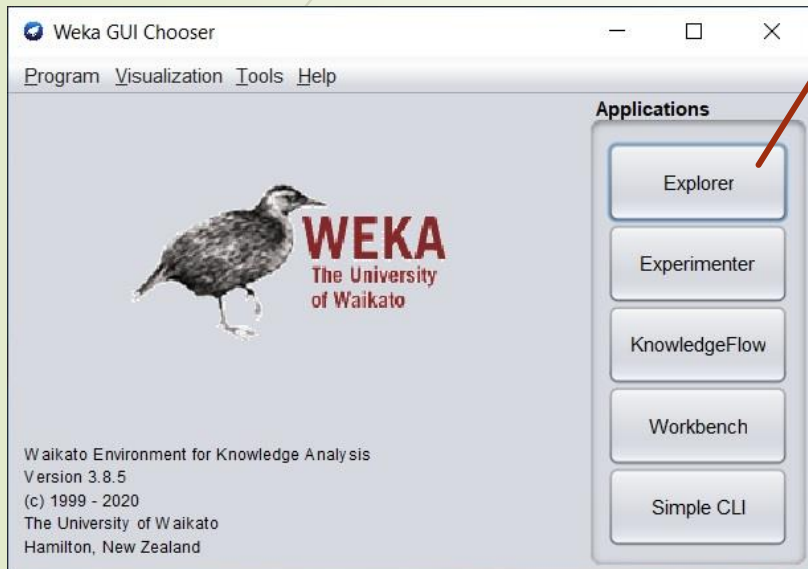 Weka GUI Chooser
Program Visualization Tools Help
Applications
Explorer
Experimenter
KnowledgeFlow
Workbench
Simple CLI
WEKA
The University
of Waikato
Waikato Environment for Knowledge Analysis
Version 3.8.5
(c) 1999 - 2020
The University of Waikato
Hamilton, New Zealand